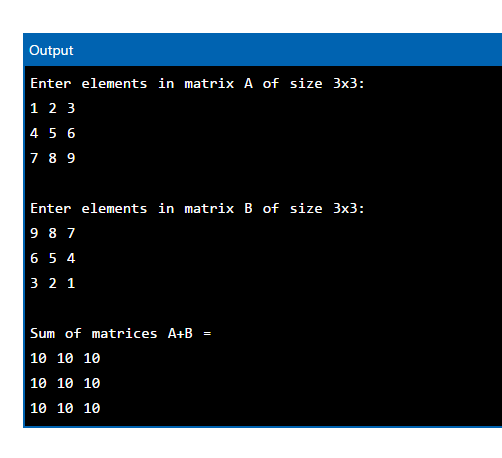 Output
Enter elements in matrix A of size 3x3:
1 2 3
4 5 6
7 8 9
Enter elements in matrix B of size 3x3:
9 8 7
6 5 4
3 2 1
Sum of matrices A+B =
10 10 10
10 10 10
10 10 10